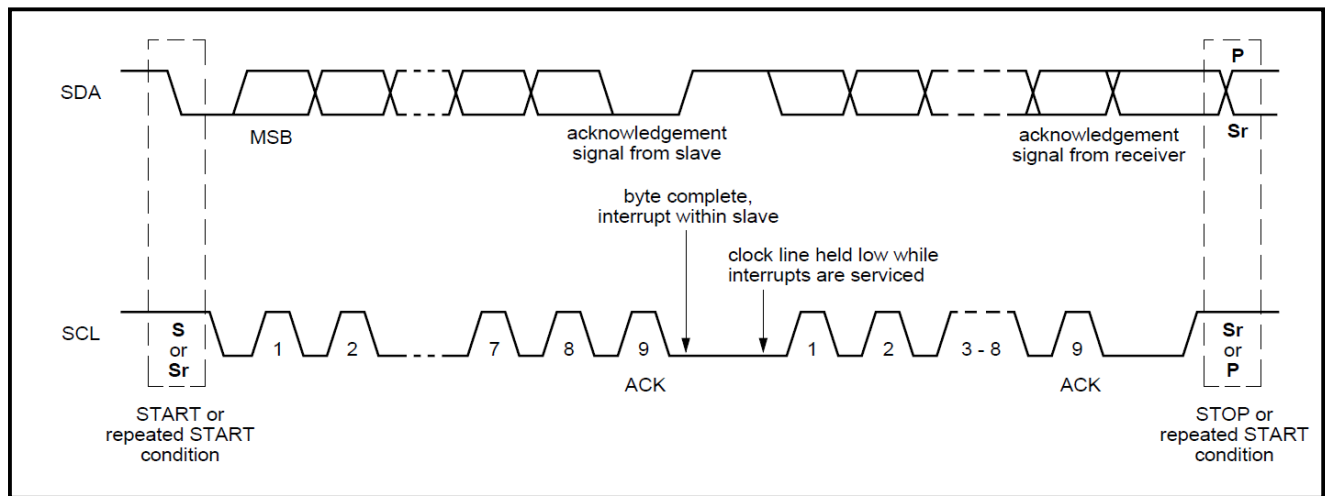 P
SDA
MSB
acknowledgement
signal from slave
acknowledgement
signal from receiver
Sr
byte complete,
interrupt within slave
clock line held low while
interrupts are serviced
SCL
S
or
Sr
1
2
7
8
9
1
2
3 - 8
9
Sr
or
P
ACK
ACK
START or
repeated START
condition
STOP or
repeated START
condition